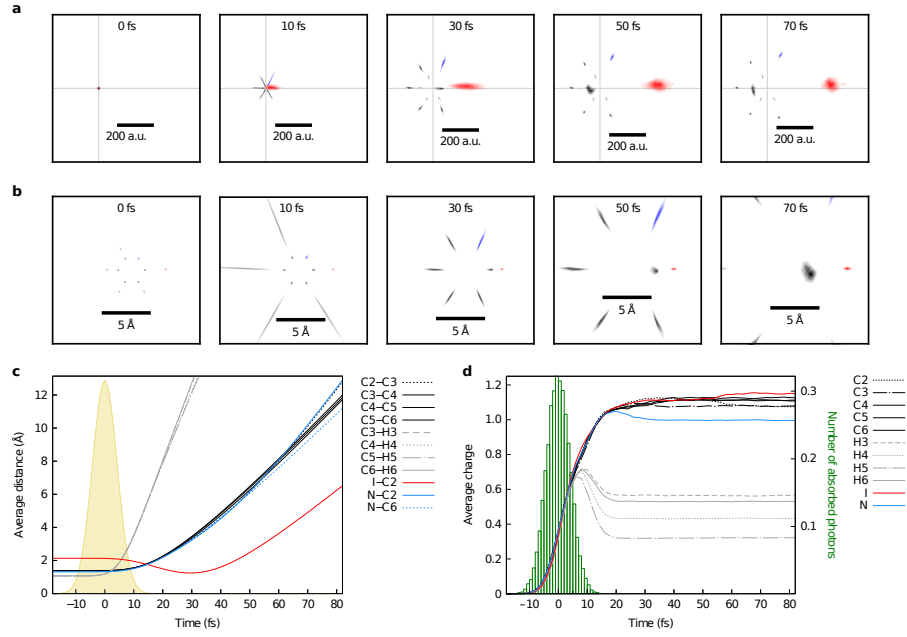 a
0 fs
10 fs
30 fs
50 fs
70 fs
200 a.u.
200 a.u.
200 a.u.
200 a.u.
200 a.u.
b
0 fs
10 fs
30 fs
50 fs
70 fs
5 Å
5 Å
5 Å
5 Å
5 Å
c
Average distance (Å)
12
10
8
6
4
2
0
−20 −10 0 10 20 30 40 50 60 70 80
Time (fs)
C2−C3
C3−C4
C4−C5
C5−C6
C3−H3
C4−H4
C5−H5
C6−H6
I−C2
N−C2
N−C6
d
Average charge
1.2
1.0
0.8
0.6
0.4
0.2
0
−10 0 10 20 30 40 50 60 70 80
Time (fs)
0.3
0.2
0.1
0.0
Number of absorbed photons
C2
C3
C4
C5
C6
H3
H4
H5
H6
I
N